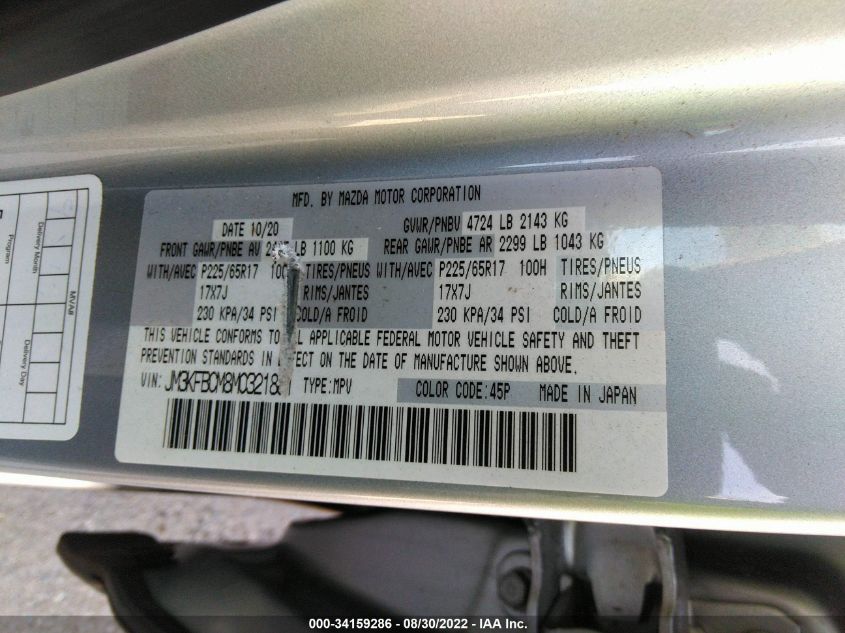 MFD. BY MAZDA MOTOR CORPORATION
DATE 10/20 GVWR/PNBV 4724 LB 2143 KG
FRONT GAWR/PNBE AV LB 1100 KG REAR GAWR/PNBE AR 2299 LB 1043 KG
WITH/AVEC P225/65R17 TIRES/PNEUS WITH/AVEC P225/65R17 100H TIRES/PNEUS
17X7J RIMS/JANTES 17X7J RIMS/JANTES
230 KPA/34 PSI COLD/A FROID 230 KPA/34 PSI COLD/A FROID
THIS VEHICLE CONFORMS TO APPLICABLE FEDERAL MOTOR VEHICLE SAFETY AND THEFT
PREVENTION STANDARDS IN EFFECT ON THE DATE OF MANUFACTURE SHOWN ABOVE.
VIN: TYPE:MPV COLOR CODE:45P MADE IN JAPAN
Program
Delivery Month
Delivery Day
MVA#
000-34159286 - 08/30/2022 - IAA Inc.